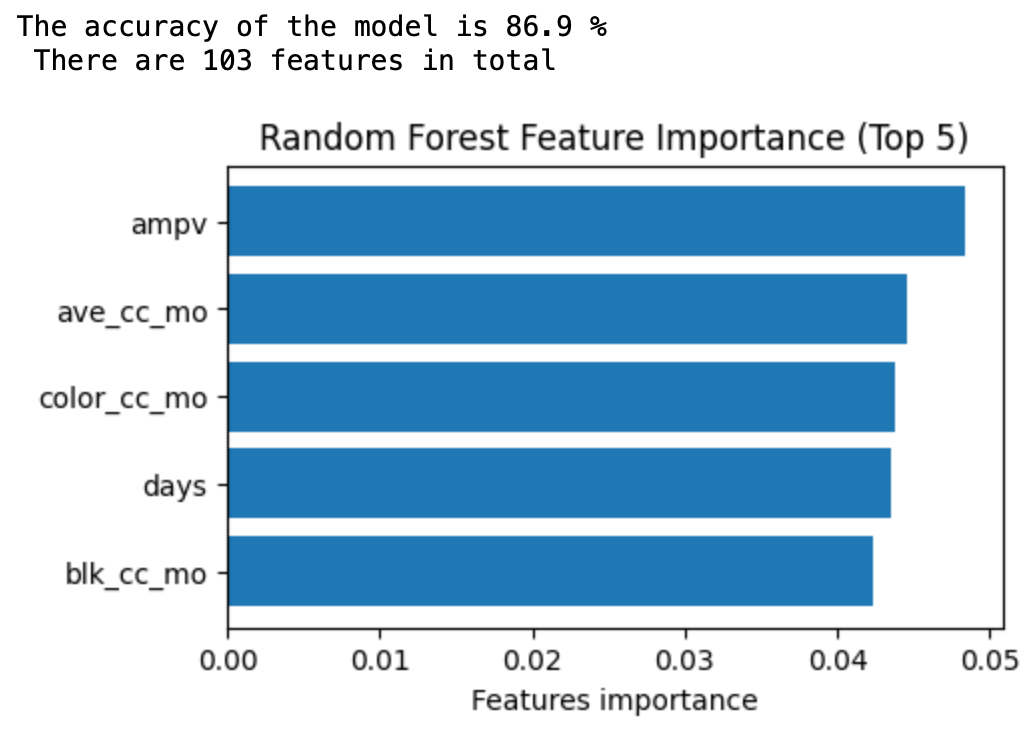 The accuracy of the model is 86.9 %
There are 103 features in total
Random Forest Feature Importance (Top 5)
ampv
ave_cc_mo
color_cc_mo
days
blk_cc_mo
0.00 0.01 0.02 0.03 0.04 0.05
Features importance